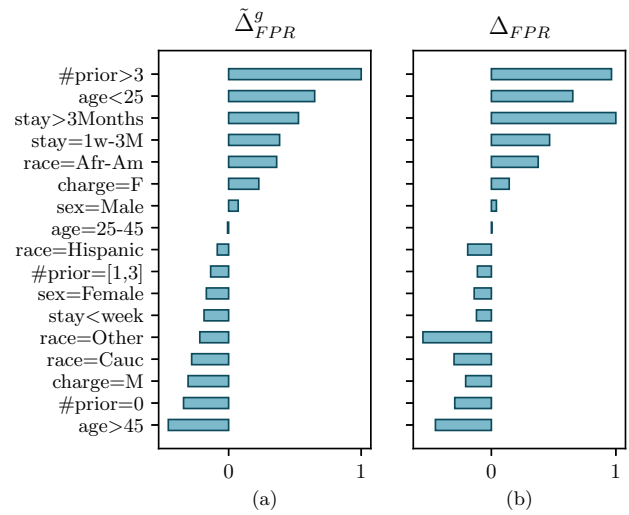 Δ̃^g_FPR
Δ_FPR
#prior>3
age<25
stay>3Months
stay=1w-3M
race=Afr-Am
charge=F
sex=Male
age=25-45
race=Hispanic
#prior=[1,3]
sex=Female
stay<week
race=Other
race=Cauc
charge=M
#prior=0
age>45
0 1 0 1
(a) (b)